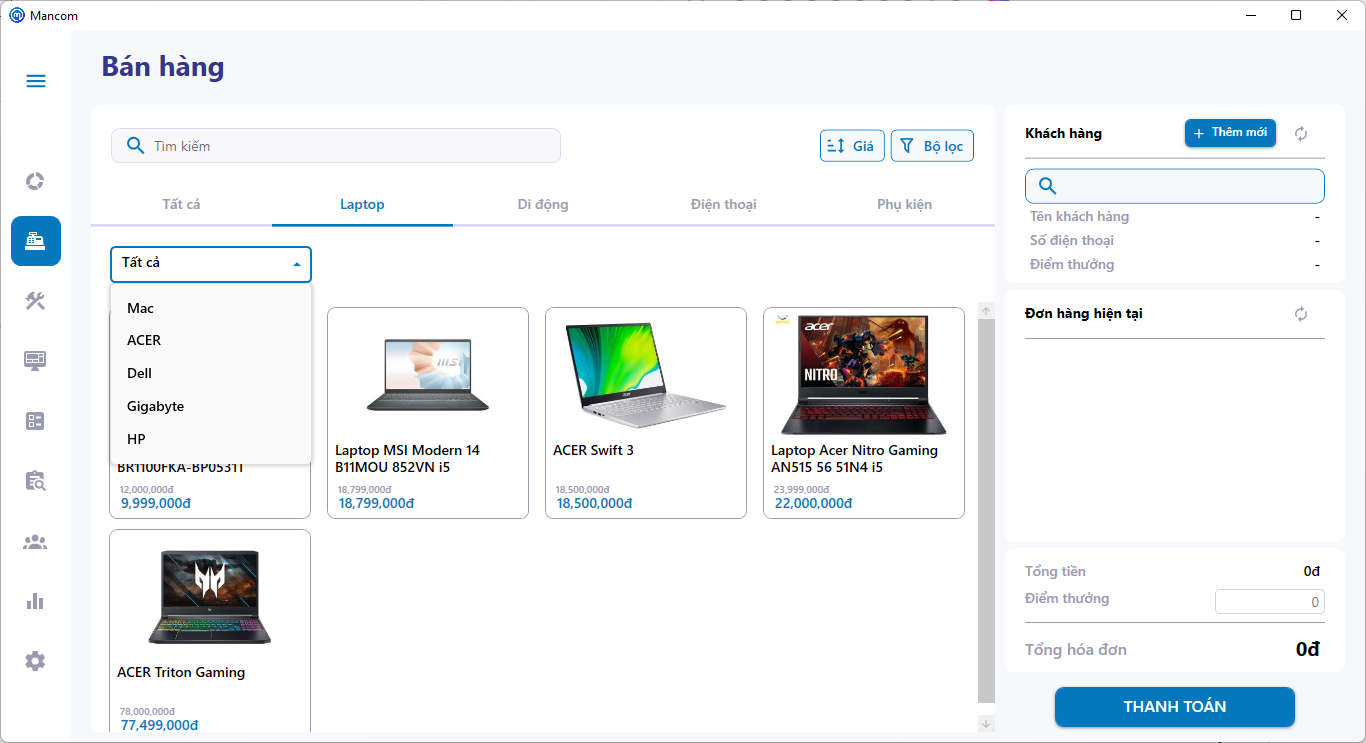 Mancom
Bán hàng
Tìm kiếm
Giá
Bộ lọc
Tất cả
Laptop
Di động
Điện thoại
Phụ kiện
Tất cả
Mac
ACER
Dell
Gigabyte
HP
BR1100FKA-BP0531T
12,000,000đ
9,999,000đ
msi
Laptop MSI Modern 14
B11MOU 852VN i5
18,799,000đ
18,799,000đ
ACER Swift 3
18,500,000đ
18,500,000đ
acer
NITRO
Laptop Acer Nitro Gaming
AN515 56 51N4 i5
23,999,000đ
22,000,000đ
ACER Triton Gaming
78,000,000đ
77,499,000đ
Khách hàng
+ Thêm mới
Tên khách hàng -
Số điện thoại -
Điểm thưởng -
Đơn hàng hiện tại
Tổng tiền 0đ
Điểm thưởng 0
Tổng hóa đơn 0đ
THANH TOÁN